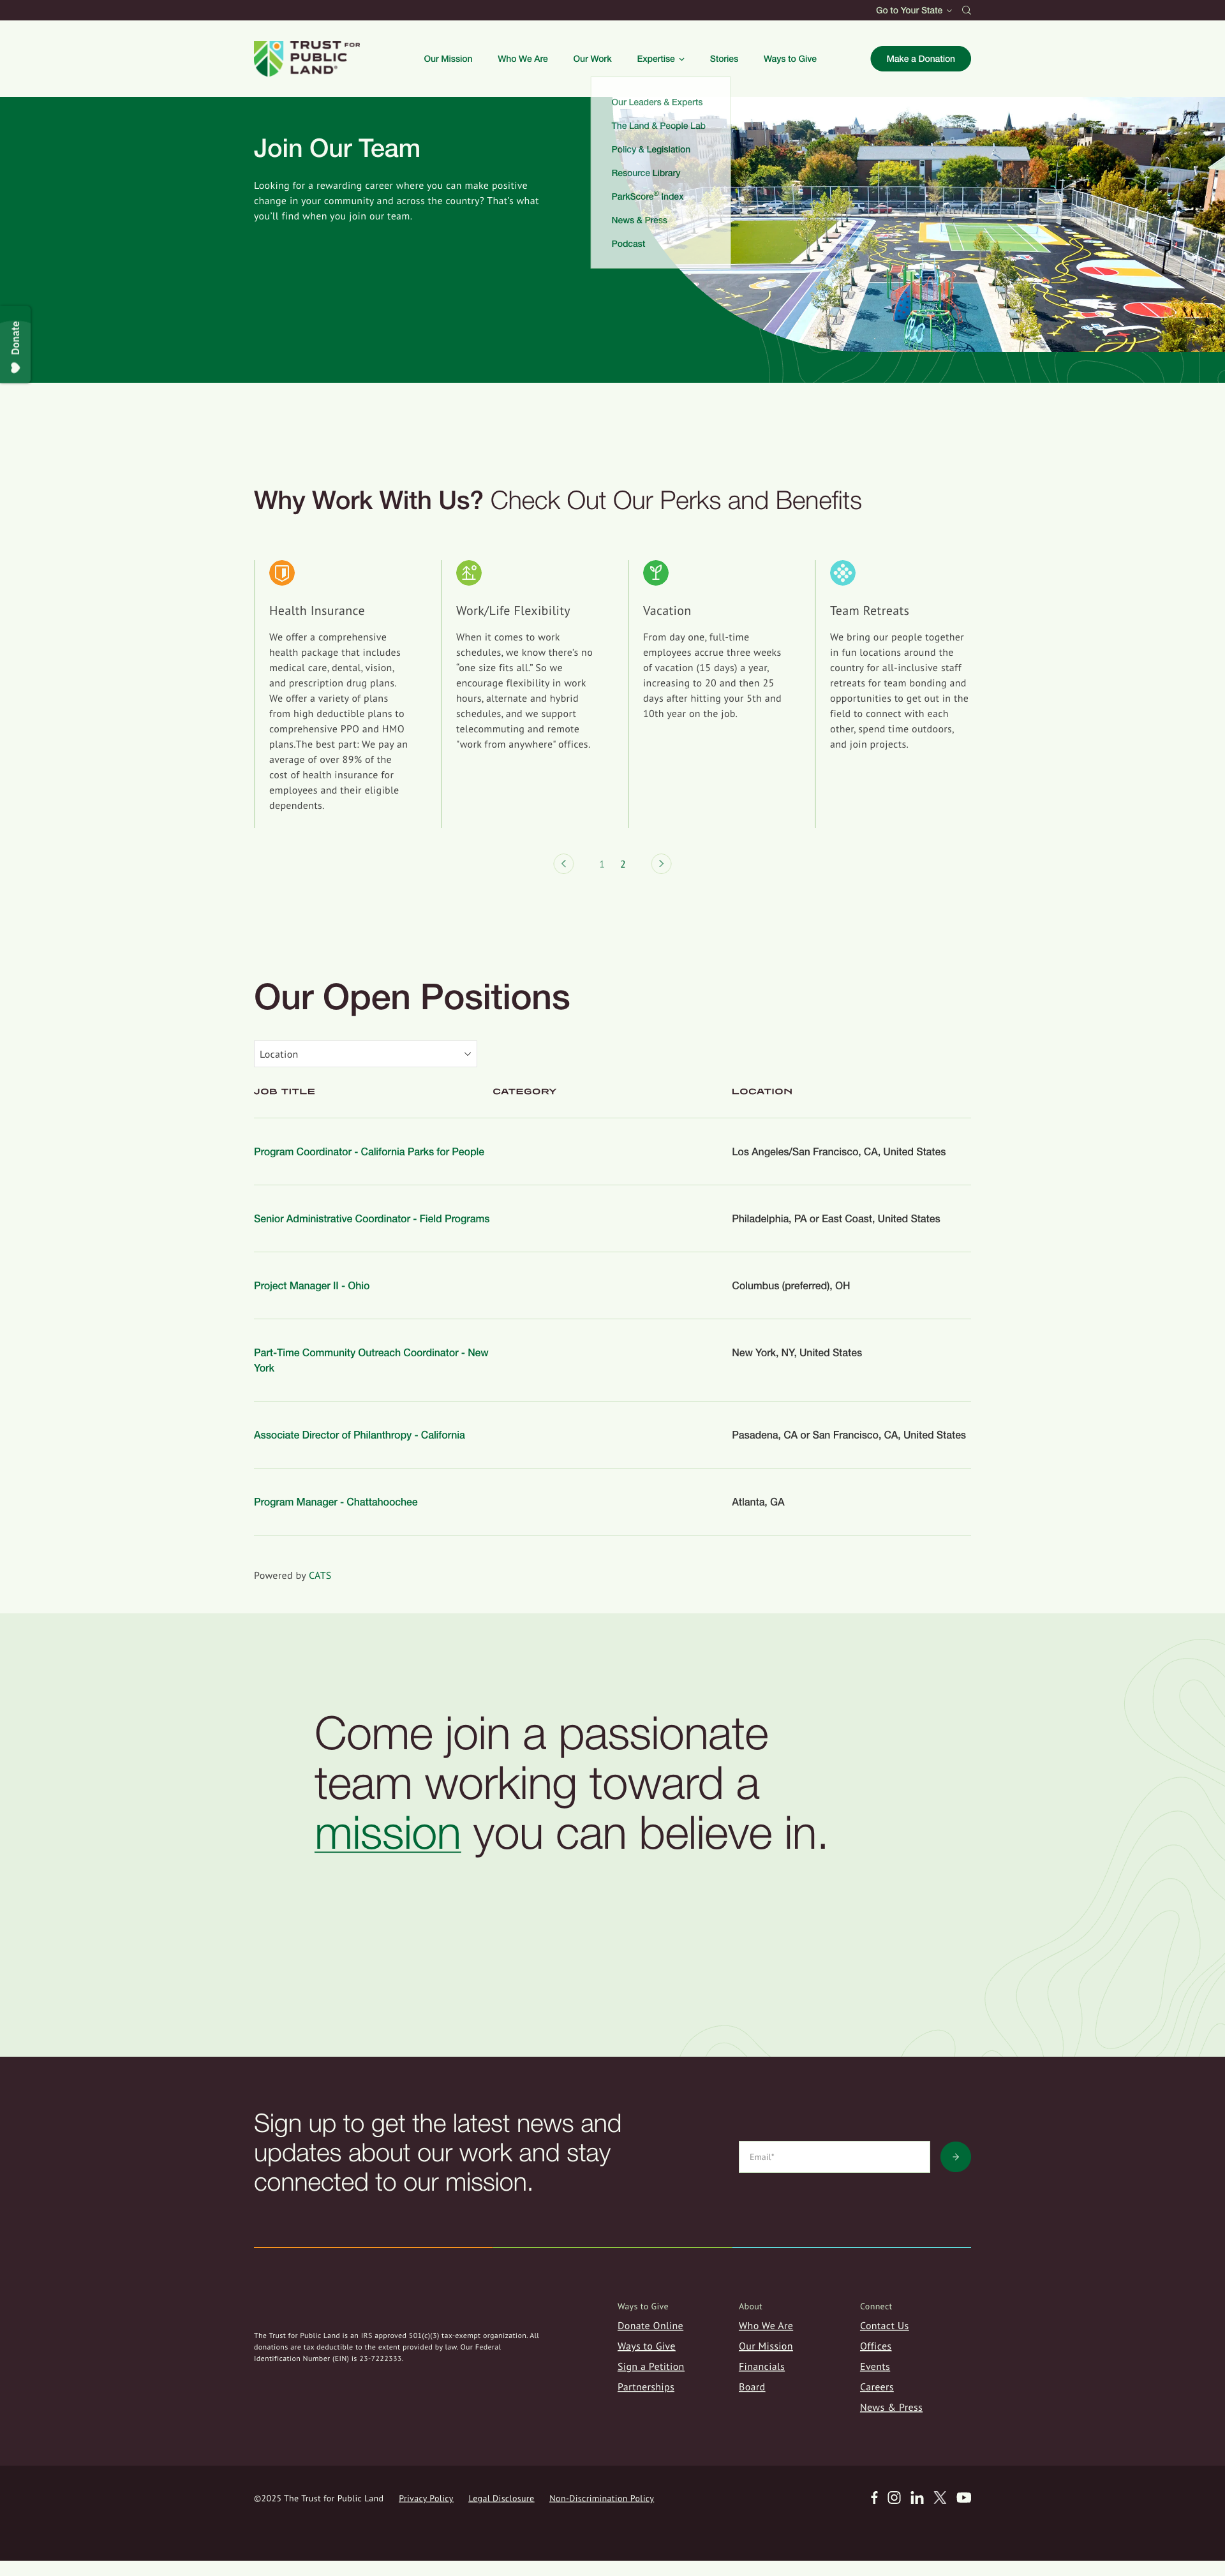 Go to Your State
TRUST FOR
PUBLIC
LAND®
Our Mission
Who We Are
Our Work
Expertise
Stories
Ways to Give
Make a Donation
Our Leaders & Experts
The Land & People Lab
Policy & Legislation
Resource Library
ParkScore® Index
News & Press
Podcast
Join Our Team
Looking for a rewarding career where you can make positive
change in your community and across the country? That's what
you'll find when you join our team.
Donate
Why Work With Us? Check Out Our Perks and Benefits
Health Insurance
We offer a comprehensive
health package that includes
medical care, dental, vision,
and prescription drug plans.
We offer a variety of plans
from high deductible plans to
comprehensive PPO and HMO
plans.The best part: We pay an
average of over 89% of the
cost of health insurance for
employees and their eligible
dependents.
Work/Life Flexibility
When it comes to work
schedules, we know there's no
“one size fits all.” So we
encourage flexibility in work
hours, alternate and hybrid
schedules, and we support
telecommuting and remote
"work from anywhere" offices.
Vacation
From day one, full-time
employees accrue three weeks
of vacation (15 days) a year,
increasing to 20 and then 25
days after hitting your 5th and
10th year on the job.
Team Retreats
We bring our people together
in fun locations around the
country for all-inclusive staff
retreats for team bonding and
opportunities to get out in the
field to connect with each
other, spend time outdoors,
and join projects.
1 2
Our Open Positions
Location
JOB TITLE CATEGORY LOCATION
Program Coordinator - California Parks for People Los Angeles/San Francisco, CA, United States
Senior Administrative Coordinator - Field Programs Philadelphia, PA or East Coast, United States
Project Manager II - Ohio Columbus (preferred), OH
Part-Time Community Outreach Coordinator - New New York, NY, United States
York
Associate Director of Philanthropy - California Pasadena, CA or San Francisco, CA, United States
Program Manager - Chattahoochee Atlanta, GA
Powered by CATS
Come join a passionate
team working toward a
mission you can believe in.
Sign up to get the latest news and
updates about our work and stay
connected to our mission.
Email*
The Trust for Public Land is an IRS approved 501(c)(3) tax-exempt organization. All
donations are tax deductible to the extent provided by law. Our Federal
Identification Number (EIN) is 23-7222333.
Ways to Give
Donate Online
Ways to Give
Sign a Petition
Partnerships
About
Who We Are
Our Mission
Financials
Board
Connect
Contact Us
Offices
Events
Careers
News & Press
©2025 The Trust for Public Land Privacy Policy Legal Disclosure Non-Discrimination Policy